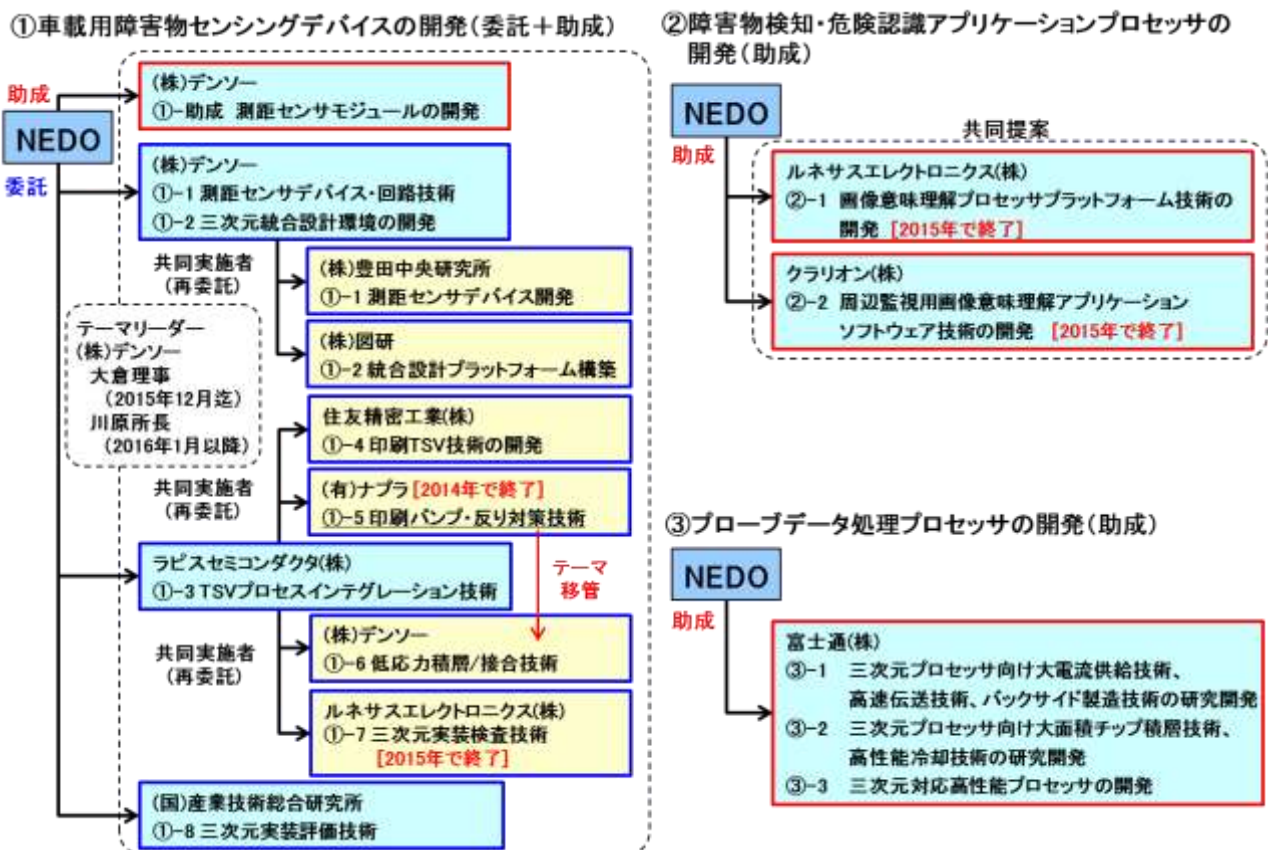 ①車載用障害物センシングデバイスの開発(委託＋助成)
助成
NEDO
委託
(株)デンソー
①-助成 測距センサモジュールの開発
(株)デンソー
①-1 測距センサデバイス・回路技術
①-2 三次元統合設計環境の開発
共同実施者
(再委託)
(株)豊田中央研究所
①-1 測距センサデバイス開発
(株)図研
①-2 統合設計プラットフォーム構築
テーマリーダー
(株)デンソー
大倉理事
(2015年12月迄)
川原所長
(2016年1月以降)
住友精密工業(株)
①-4 印刷TSV技術の開発
共同実施者
(再委託)
(有)ナプラ[2014年で終了]
①-5 印刷バンプ・反り対策技術
ラピスセミコンダクタ(株)
①-3 TSVプロセスインテグレーション技術
テーマ
移管
共同実施者
(再委託)
(株)デンソー
①-6 低応力積層/接合技術
ルネサスエレクトロニクス(株)
①-7 三次元実装検査技術
[2015年で終了]
(国)産業技術総合研究所
①-8 三次元実装評価技術
②障害物検知・危険認識アプリケーションプロセッサの
開発(助成)
NEDO
助成
共同提案
ルネサスエレクトロニクス(株)
②-1 画像意味理解プロセッサプラットフォーム技術の
開発 [2015年で終了]
クラリオン(株)
②-2 周辺監視用画像意味理解アプリケーション
ソフトウェア技術の開発 [2015年で終了]
③プローブデータ処理プロセッサの開発(助成)
NEDO
助成
富士通(株)
③-1 三次元プロセッサ向け大電流供給技術、
高速伝送技術、バックサイド製造技術の研究開発
③-2 三次元プロセッサ向け大面積チップ積層技術、
高性能冷却技術の研究開発
③-3 三次元対応高性能プロセッサの開発